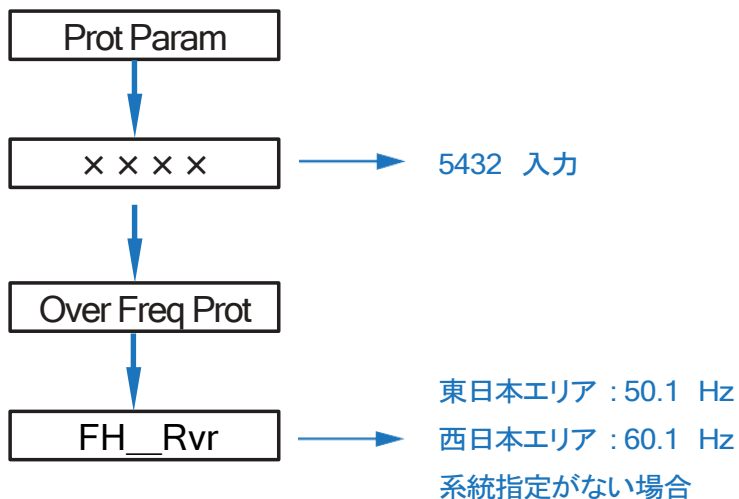 Prot Param
××××
5432 入力
Over Freq Prot
東日本エリア : 50.1 Hz
FH__Rvr
西日本エリア : 60.1 Hz
系統指定がない場合